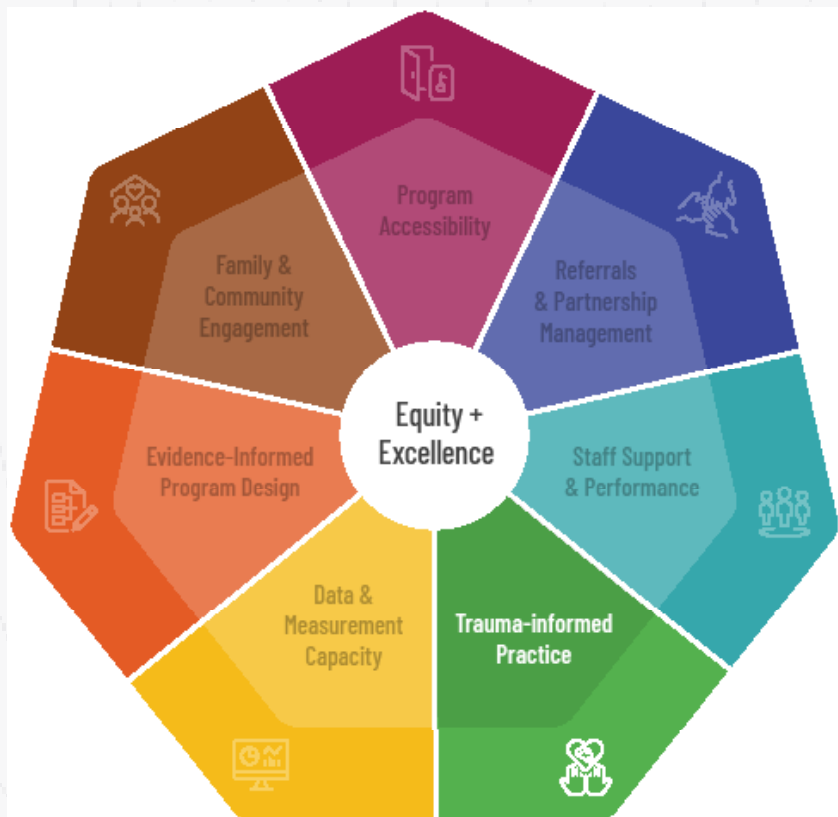 Program
Accessibility
Referrals
& Partnership
Management
Staff Support
& Performance
Trauma-informed
Practice
Data &
Measurement
Capacity
Evidence-Informed
Program Design
Family &
Community
Engagement
Equity +
Excellence